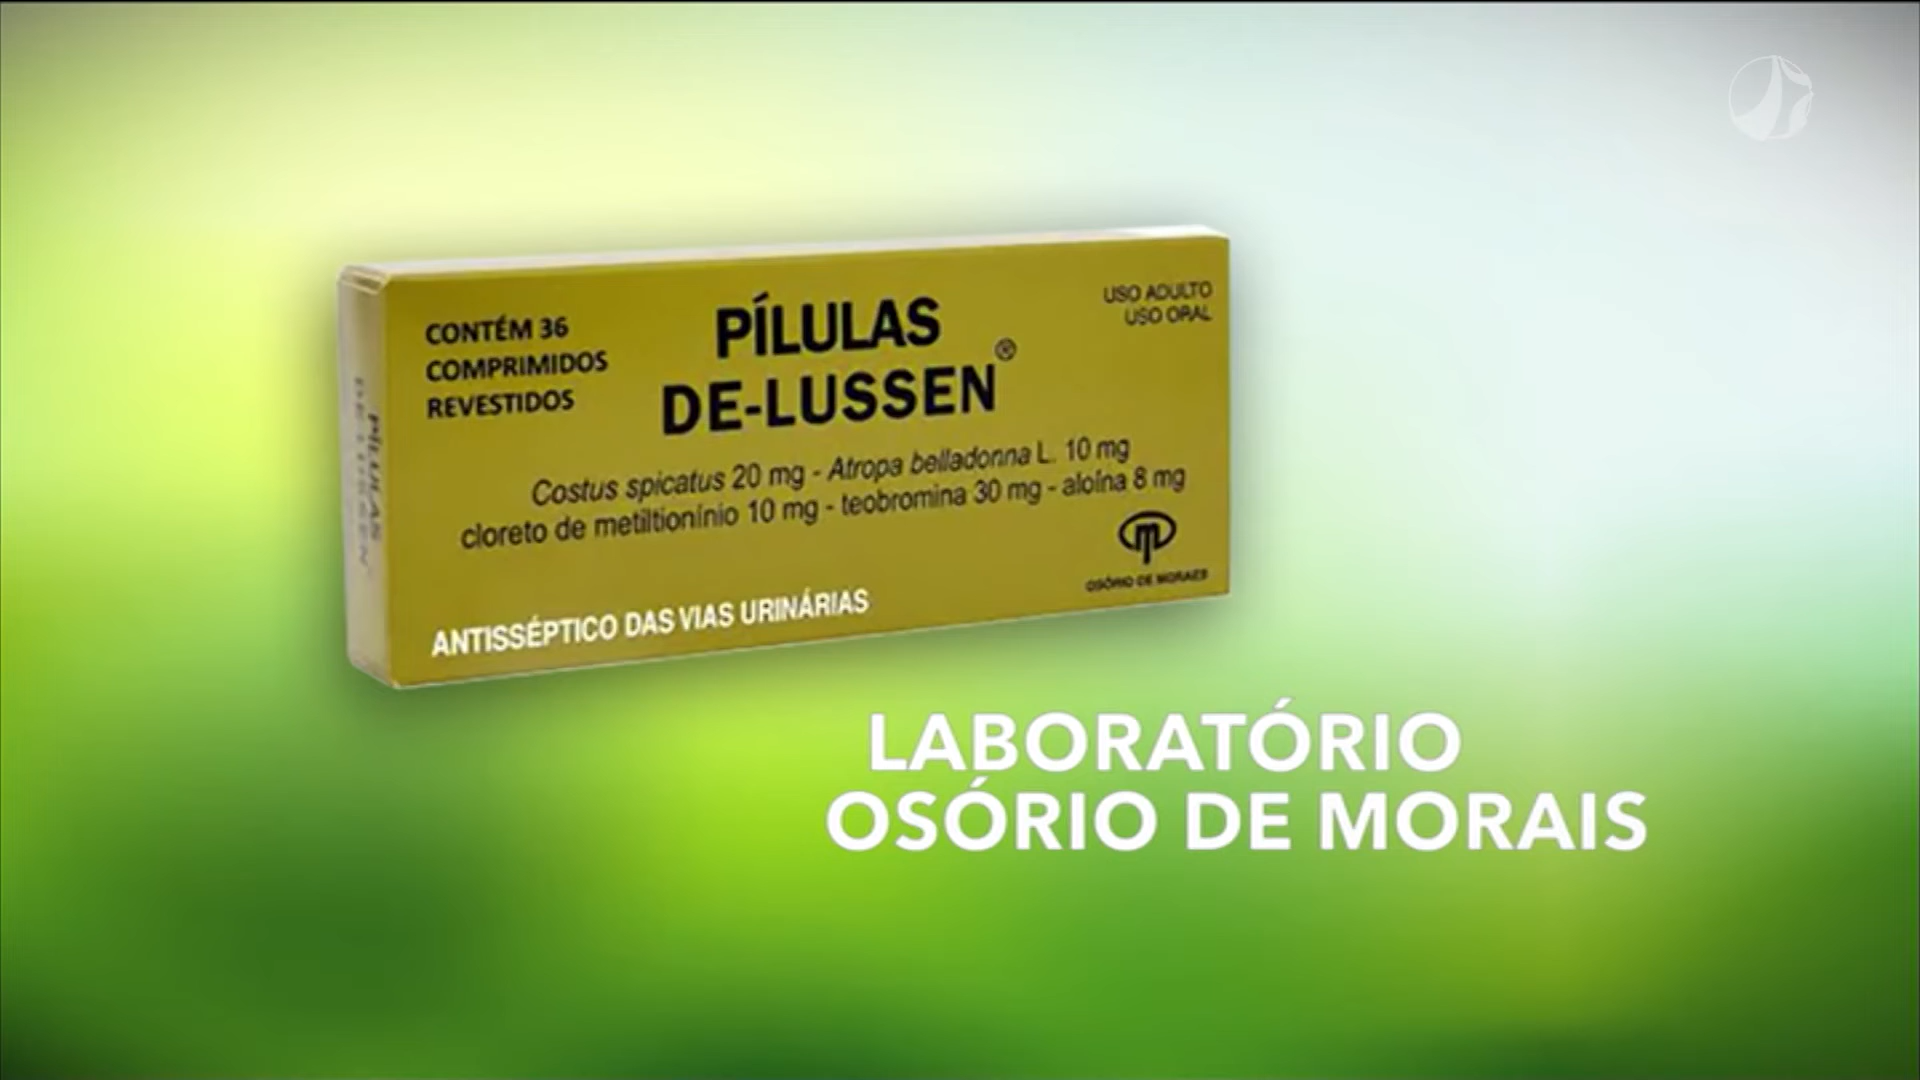 CONTÉM 36
COMPRIMIDOS
REVESTIDOS
PÍLULAS
DE-LUSSEN®
USO ADULTO
USO ORAL
Costus spicatus 20 mg - Atropa belladonna L. 10 mg
cloreto de metiltionínio 10 mg - teobromina 30 mg - aloína 8 mg
OSÓRIO DE MORAES
ANTISSÉPTICO DAS VIAS URINÁRIAS
PÍLULAS
DE-LUSSEN
LABORATÓRIO
OSÓRIO DE MORAIS